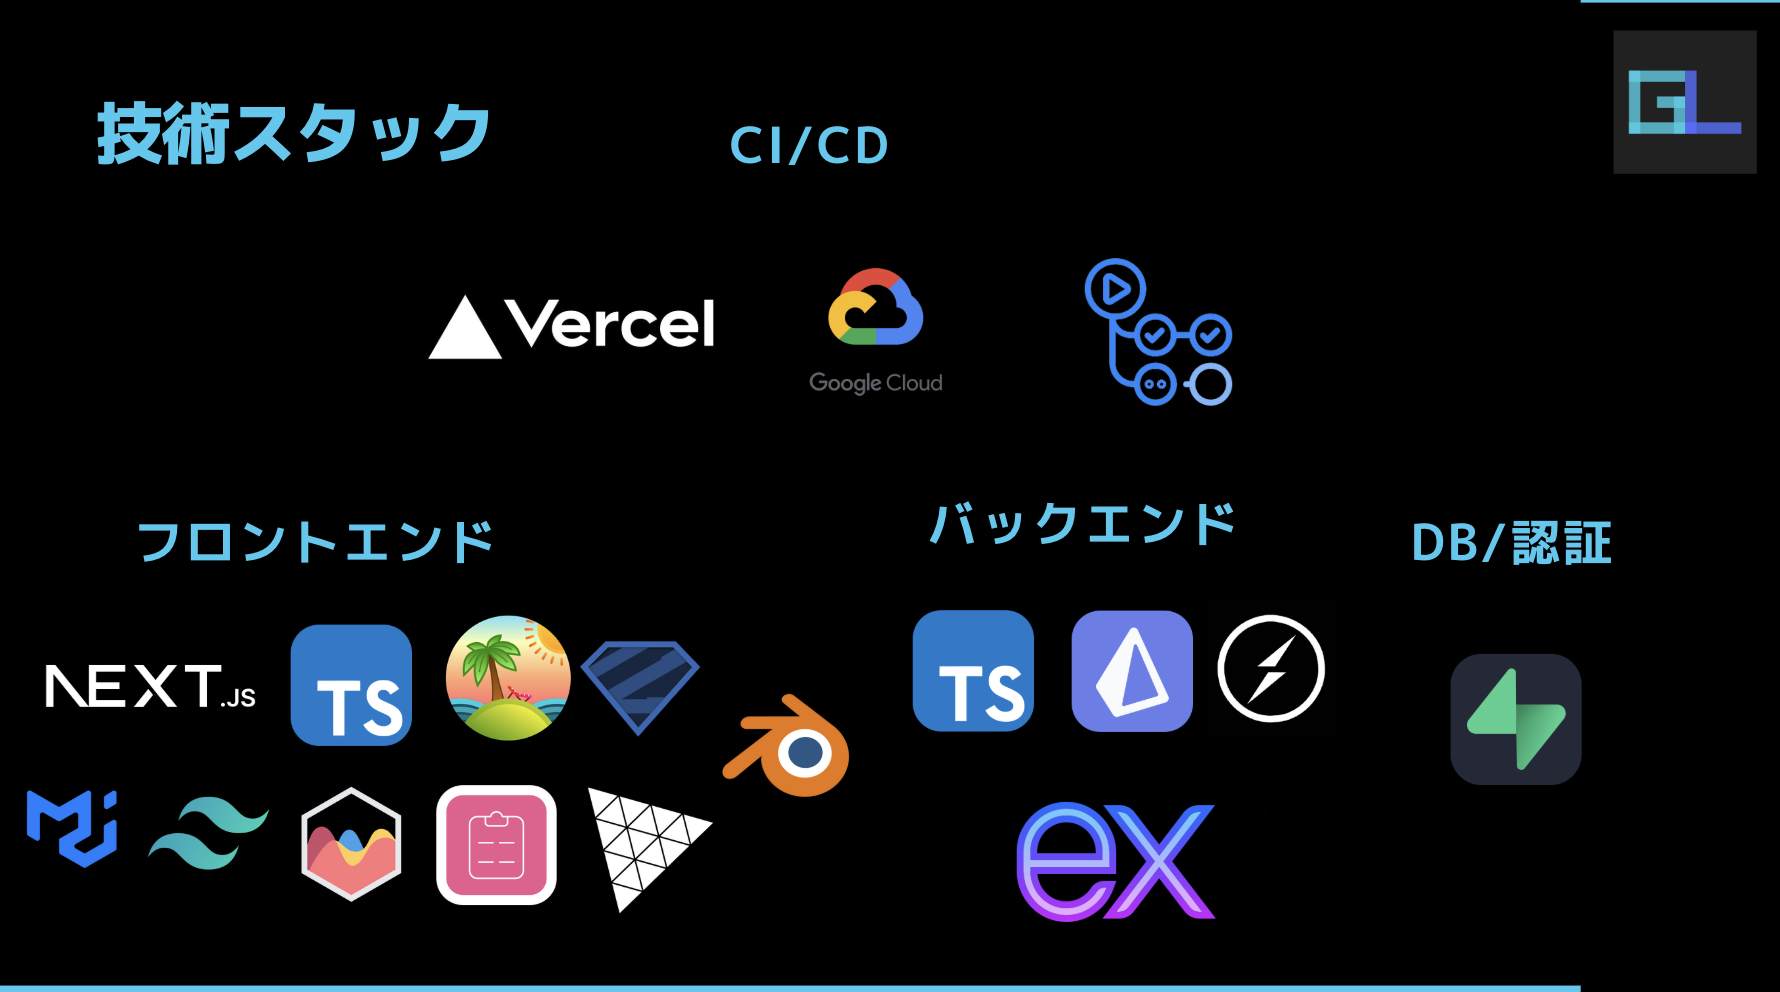 技術スタック
CI/CD
GL
Vercel
Google Cloud
フロントエンド
バックエンド
DB/認証
NEXT.JS
TS
TS
ex